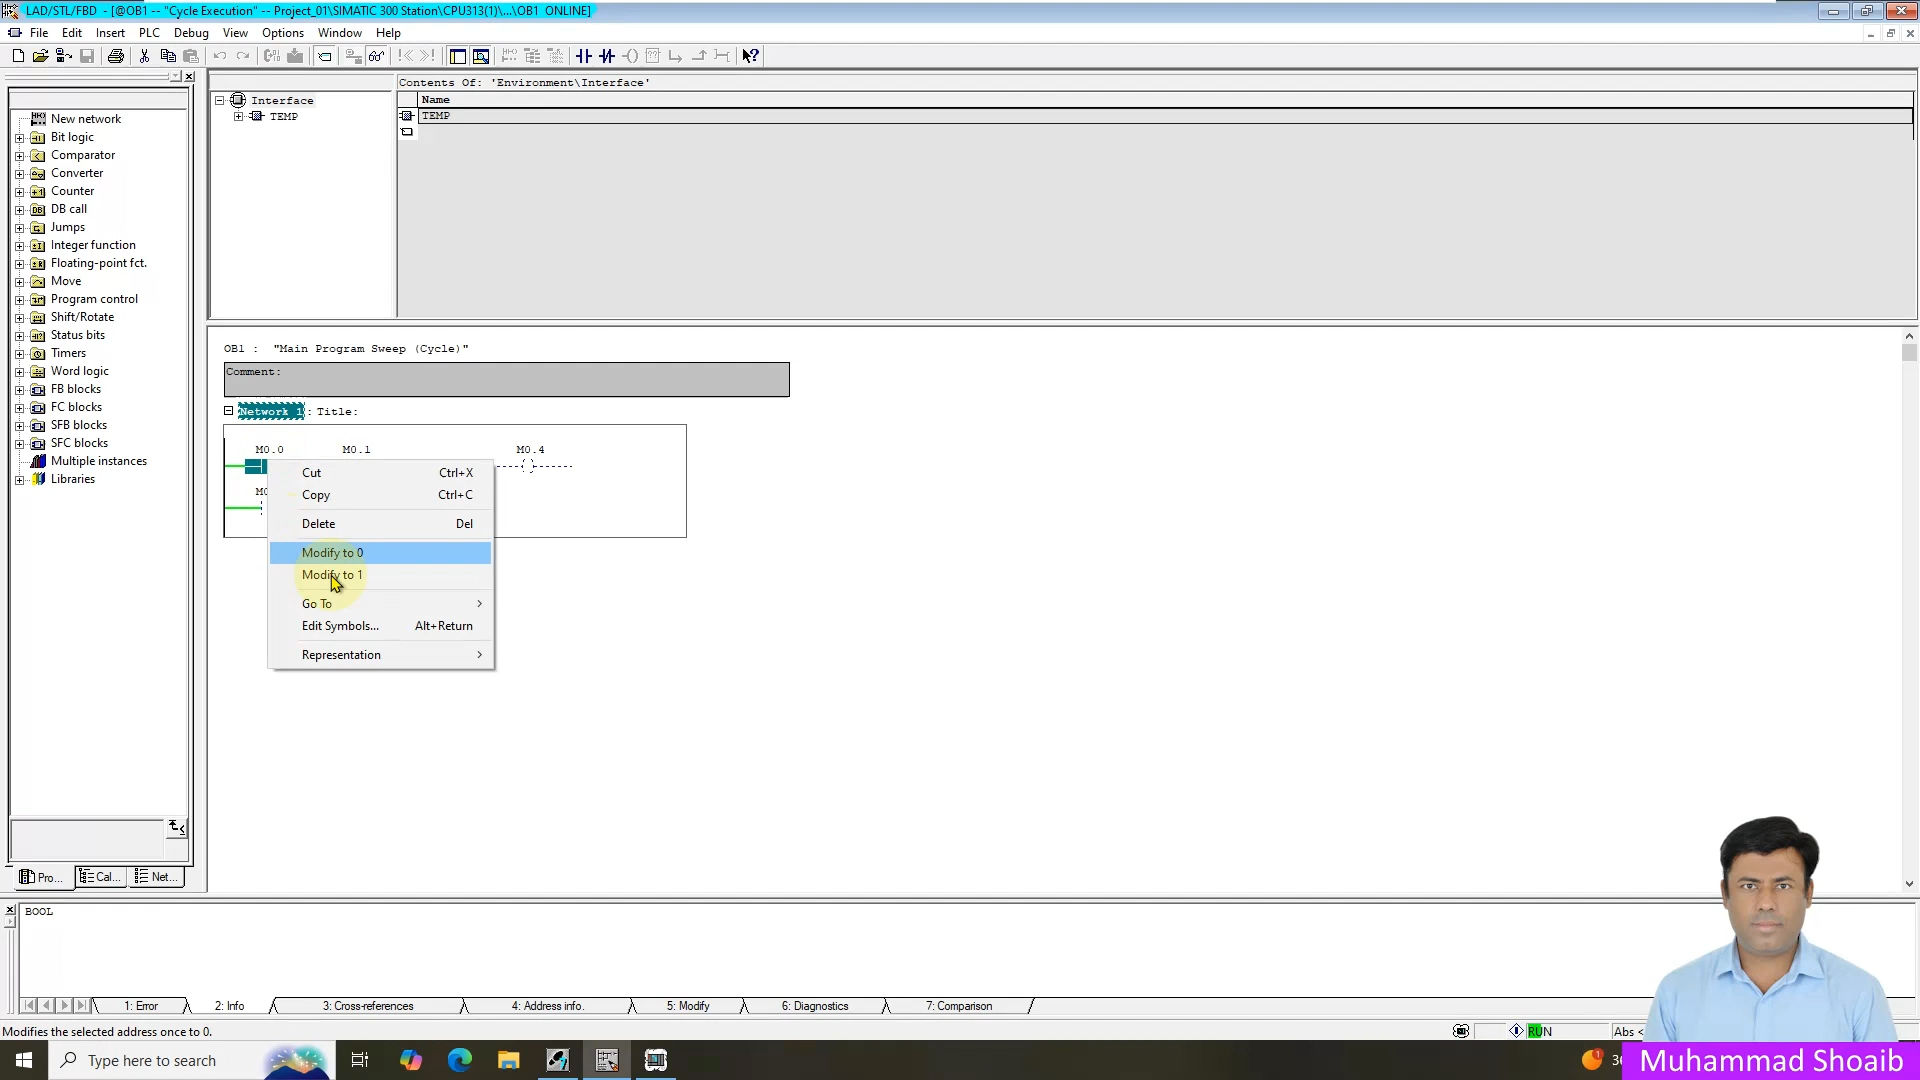 LAD/STL/FBD - [@OB1 -- "Cycle Execution" -- Project_01\SIMATIC 300 Station\CPU313(1)\...\OB1 ONLINE]
File Edit Insert PLC Debug View Options Window Help
New network
Bit logic
Comparator
Converter
Counter
DB call
Jumps
Integer function
Floating-point fct.
Move
Program control
Shift/Rotate
Status bits
Timers
Word logic
FB blocks
FC blocks
SFB blocks
SFC blocks
Multiple instances
Libraries
Pro... Cal... Net...
Interface
TEMP
Contents Of: 'Environment\Interface'
Name
TEMP
OB1 : "Main Program Sweep (Cycle)"
Comment:
Network 1: Title:
M0.0 M0.1 M0.4
Cut Ctrl+X
Copy Ctrl+C
Delete Del
Modify to 0
Modify to 1
Go To
Edit Symbols... Alt+Return
Representation
BOOL
1: Error 2: Info 3: Cross-references 4: Address info. 5: Modify 6: Diagnostics 7: Comparison
Modifies the selected address once to 0.
RUN
Abs <
Type here to search
Muhammad Shoaib